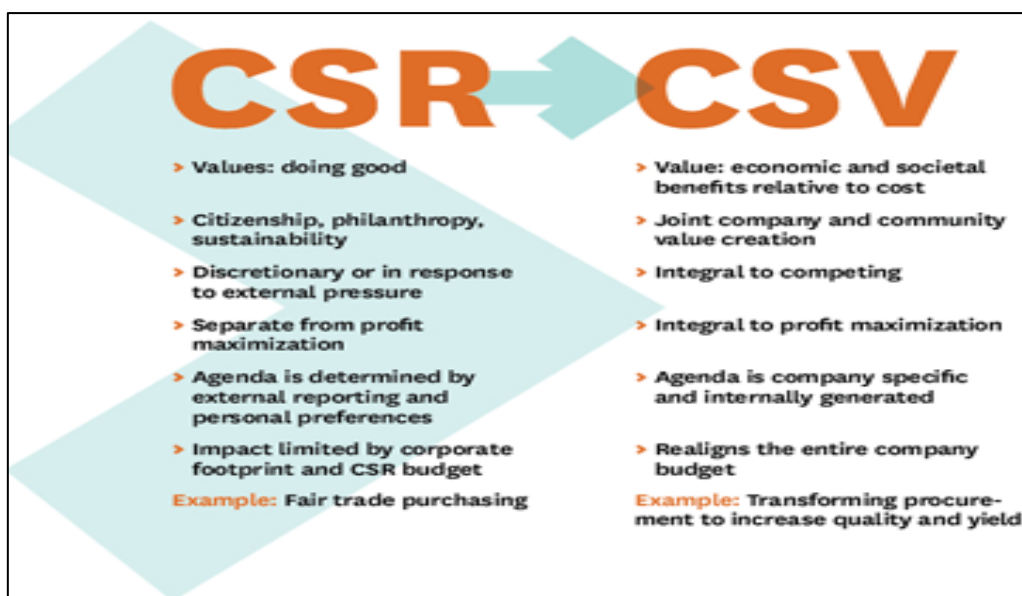 CSR CSV
> Values: doing good
> Citizenship, philanthropy,
sustainability
> Discretionary or in response
to external pressure
> Separate from profit
maximization
> Agenda is determined by
external reporting and
personal preferences
> Impact limited by corporate
footprint and CSR budget
Example: Fair trade purchasing
> Value: economic and societal
benefits relative to cost
> Joint company and community
value creation
> Integral to competing
> Integral to profit maximization
> Agenda is company specific
and internally generated
> Realigns the entire company
budget
Example: Transforming procure-
ment to increase quality and yield